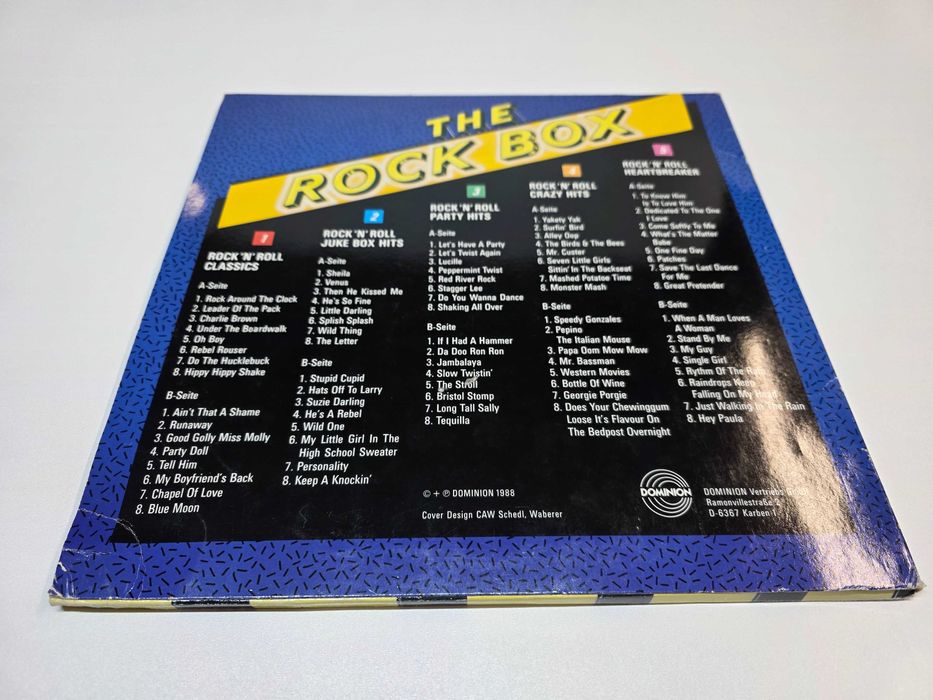 THE
ROCK BOX
1
ROCK 'N' ROLL
CLASSICS
A-Seite
1. Rock Around The Clock
2. Leader Of The Pack
3. Charlie Brown
4. Under The Boardwalk
5. Oh Boy
6. Rebel Rouser
7. Do The Hucklebuck
8. Hippy Hippy Shake
B-Seite
1. Ain't That A Shame
2. Runaway
3. Good Golly Miss Molly
4. Party Doll
5. Tell Him
6. My Boyfriend's Back
7. Chapel Of Love
8. Blue Moon
2
ROCK 'N' ROLL
JUKE BOX HITS
A-Seite
1. Sheila
2. Venus
3. Then He Kissed Me
4. He's So Fine
5. Little Darling
6. Splish Splash
7. Wild Thing
8. The Letter
B-Seite
1. Stupid Cupid
2. Hats Off To Larry
3. Suzie Darling
4. He's A Rebel
5. Wild One
6. My Little Girl In The
High School Sweater
7. Personality
8. Keep A Knockin'
3
ROCK 'N' ROLL
PARTY HITS
A-Seite
1. Let's Have A Party
2. Let's Twist Again
3. Lucille
4. Peppermint Twist
5. Red River Rock
6. Stagger Lee
7. Do You Wanna Dance
8. Shaking All Over
B-Seite
1. If I Had A Hammer
2. Da Doo Ron Ron
3. Jambalaya
4. Slow Twistin'
5. The Stroll
6. Bristol Stomp
7. Long Tall Sally
8. Tequilla
4
ROCK 'N' ROLL
CRAZY HITS
A-Seite
1. Yakety Yak
2. Surfin' Bird
3. Alley Oop
4. The Birds & The Bees
5. Mr. Custer
6. Seven Little Girls
Sittin' In The Backseat
7. Mashed Potatoe Time
8. Monster Mash
B-Seite
1. Speedy Gonzales
2. Pepino
The Italian Mouse
3. Papa Oom Mow Mow
4. Mr. Bassman
5. Western Movies
6. Bottle Of Wine
7. Georgie Porgie
8. Does Your Chewinggum
Loose It's Flavour On
The Bedpost Overnight
5
ROCK 'N' ROLL
HEARTBREAKER
A-Seite
1. To Know Him
Is To Love Him
2. Dedicated To The One
I Love
3. Come Softly To Me
4. What's The Matter
Babe
5. One Fine Day
6. Patches
7. Save The Last Dance
For Me
8. Great Pretender
B-Seite
1. When A Man Loves
A Woman
2. Stand By Me
3. My Guy
4. Single Girl
5. Rythm Of The Rain
6. Raindrops Keep
Falling On My Head
7. Just Walking In The Rain
8. Hey Paula
© + ℗ DOMINION 1988
Cover Design CAW Schedl, Waberer
DOMINION
DOMINION Vertriebs
Ramonvillestraße
D-6367 Karben 1